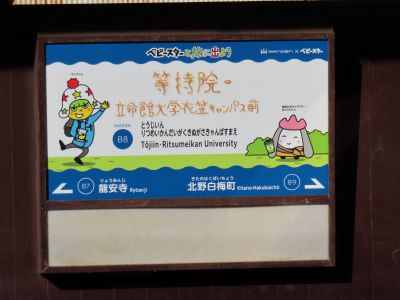 ベビースターと旅に出よう
RANDEN × ベビースター
等持院・
立命館大学衣笠キャンパス前
RANDEN
B8
とうじいん
りつめいかんだいがくきぬがさきゃんぱすまえ
Tōjiin·Ritsumeikan University
B7
りょうあんじ
龍安寺 Ryōanji
きたのはくばいちょう
北野白梅町 Kitano-Hakubaichō
B9